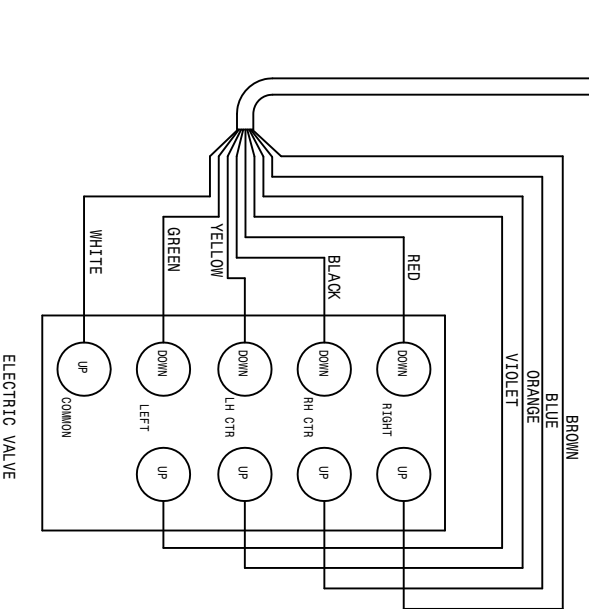 WHITE
GREEN
YELLOW
BLACK
RED
VIOLET
ORANGE
BLUE
BROWN
UP
DOWN
DOWN
DOWN
DOWN
COMMON
LEFT
LH CTR
RH CTR
RIGHT
UP
UP
UP
UP
ELECTRIC VALVE